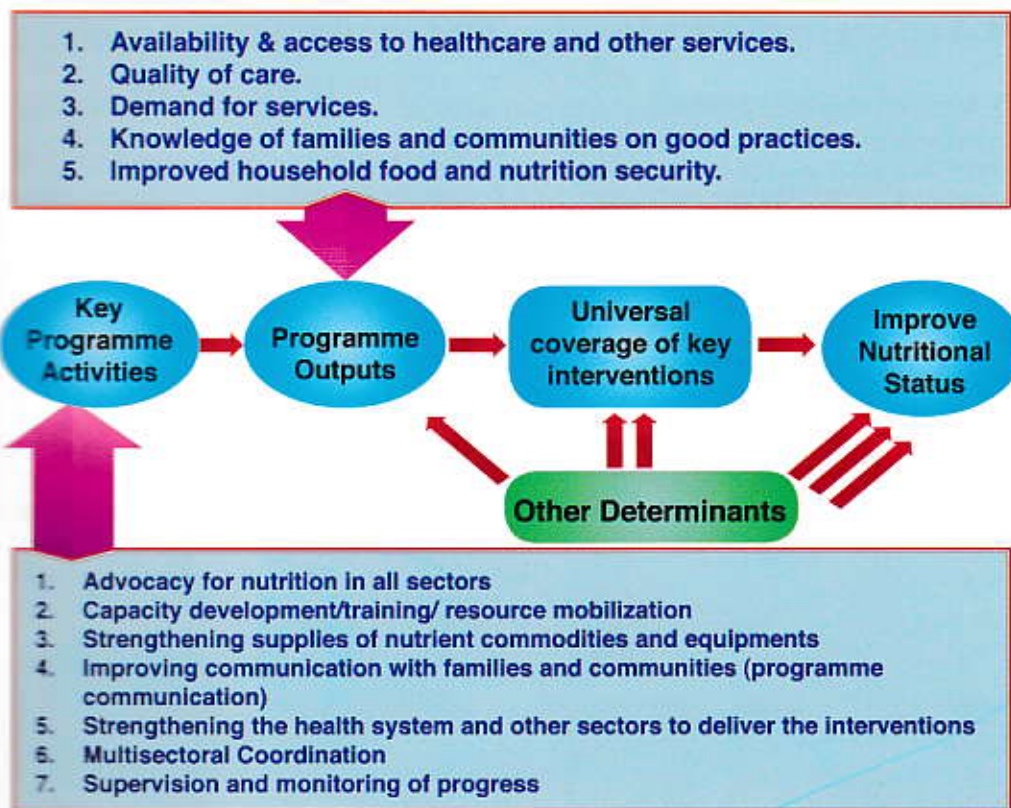 1. Availability & access to healthcare and other services.
2. Quality of care.
3. Demand for services.
4. Knowledge of families and communities on good practices.
5. Improved household food and nutrition security.
Key
Programme
Activities
Programme
Outputs
Universal
coverage of key
interventions
Improve
Nutritional
Status
Other Determinants
1. Advocacy for nutrition in all sectors
2. Capacity development/training/ resource mobilization
3. Strengthening supplies of nutrient commodities and equipments
4. Improving communication with families and communities (programme
communication)
5. Strengthening the health system and other sectors to deliver the interventions
6. Multisectoral Coordination
7. Supervision and monitoring of progress